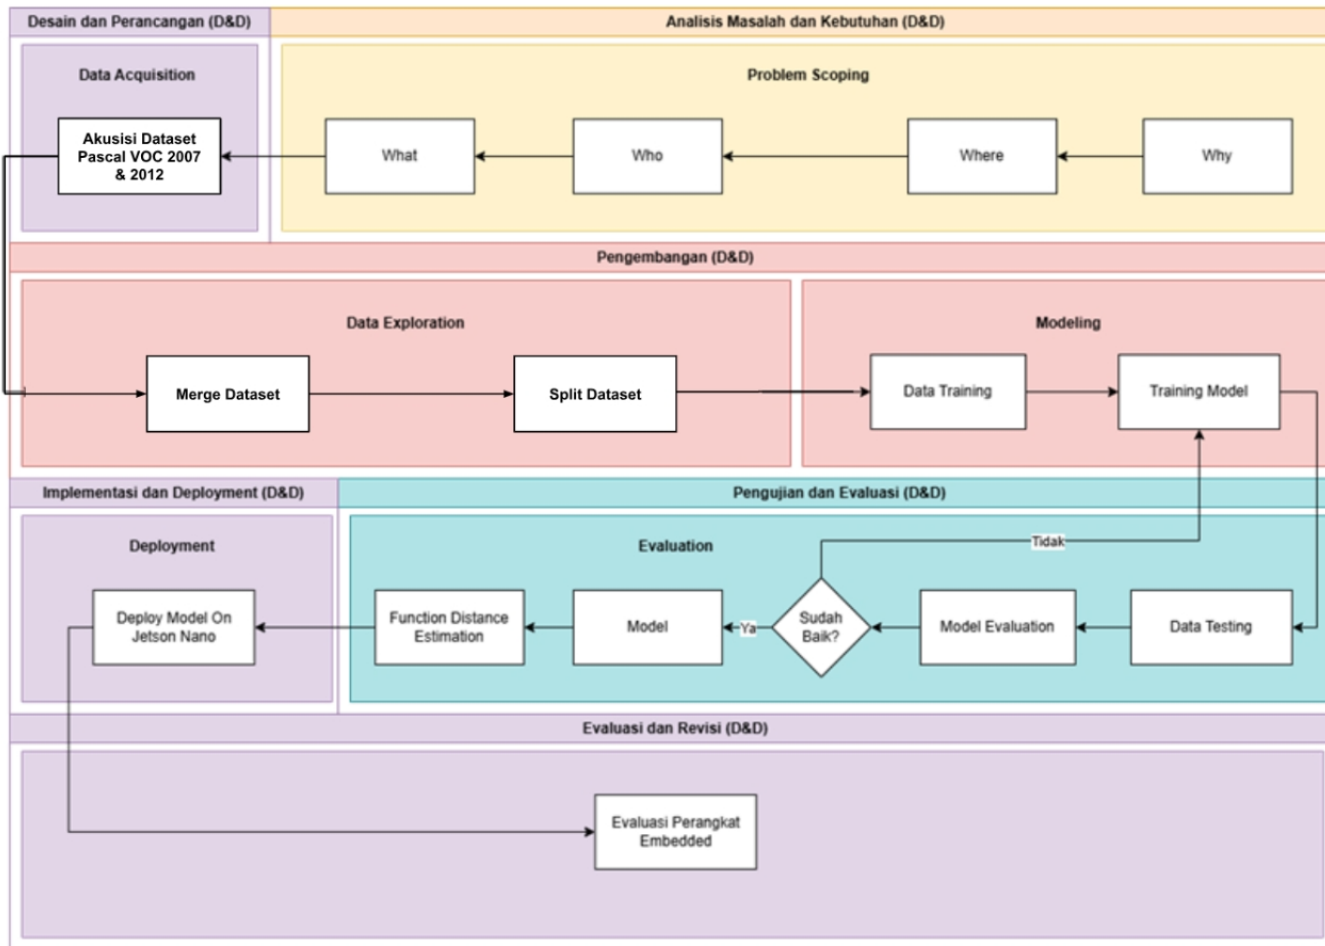 Desain dan Perancangan (D&D)
Analisis Masalah dan Kebutuhan (D&D)
Data Acquisition
Problem Scoping
Akusisi Dataset
Pascal VOC 2007
& 2012
What
Who
Where
Why
Pengembangan (D&D)
Data Exploration
Modeling
Merge Dataset
Split Dataset
Data Training
Training Model
Implementasi dan Deployment (D&D)
Pengujian dan Evaluasi (D&D)
Deployment
Evaluation
Tidak
Deploy Model On
Jetson Nano
Function Distance
Estimation
Model
Ya
Sudah
Baik?
Model Evaluation
Data Testing
Evaluasi dan Revisi (D&D)
Evaluasi Perangkat
Embedded